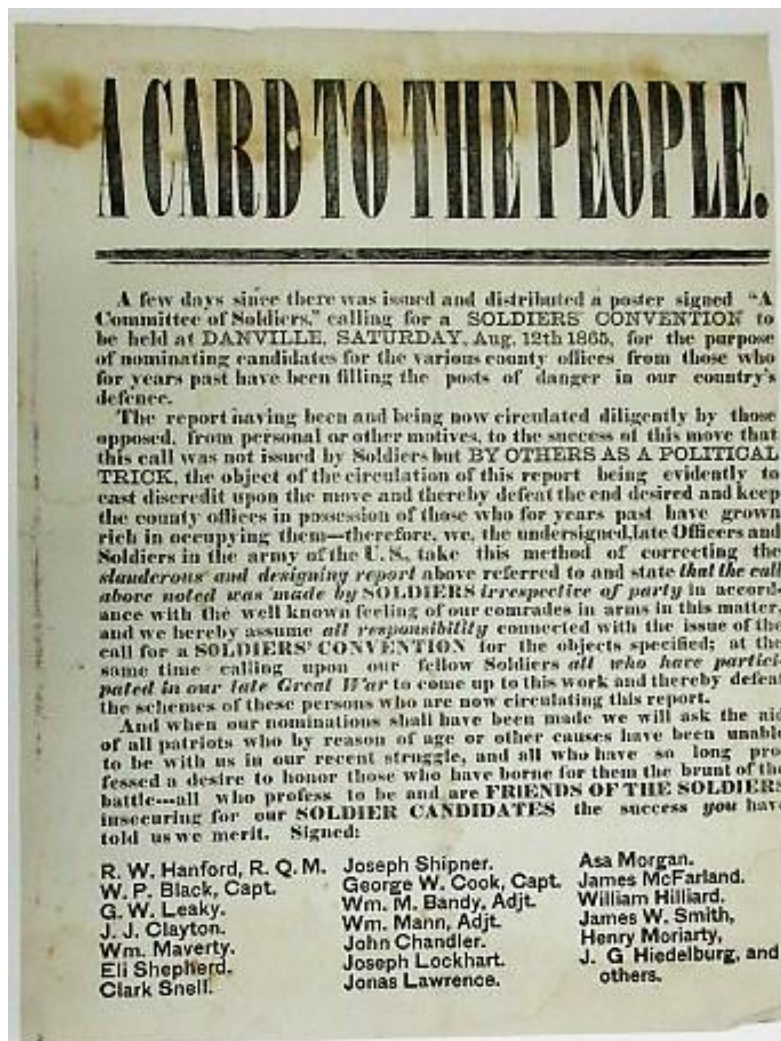 A CARD TO THE PEOPLE.
A few days since there was issued and distributed a poster signed "A
Committee of Soldiers," calling for a SOLDIERS' CONVENTION to
be held at DANVILLE, SATURDAY, Aug. 12th 1865, for the purpose
of nominating candidates for the various county offices from those who
for years past have been filling the posts of danger in our country's
defence.
The report having been and being now circulated diligently by those
opposed, from personal or other motives, to the success of this move that
this call was not issued by Soldiers but BY OTHERS AS A POLITICAL
TRICK, the object of the circulation of this report being evidently to
cast discredit upon the move and thereby defeat the end desired and keep
the county offices in possession of those who for years past have grown
rich in occupying them—therefore, we, the undersigned, late Officers and
Soldiers in the army of the U. S., take this method of correcting the
slanderous and designing report above referred to and state that the call
above noted was made by SOLDIERS irrespective of party in accord-
ance with the well known feeling of our comrades in arms in this matter,
and we hereby assume all responsibility connected with the issue of the
call for a SOLDIERS' CONVENTION for the objects specified; at the
same time calling upon our fellow Soldiers all who have partici-
pated in our late Great War to come up to this work and thereby defeat
the schemes of these persons who are now circulating this report.
And when our nominations shall have been made we will ask the aid
of all patriots who by reason of age or other causes have been unable
to be with us in our recent struggle, and all who have so long pro-
fessed a desire to honor those who have borne for them the brunt of the
battle---all who profess to be and are FRIENDS OF THE SOLDIERS
insecuring for our SOLDIER CANDIDATES the success you have
told us we merit. Signed:
R. W. Hanford, R. Q. M.
W. P. Black, Capt.
G. W. Leaky.
J. J. Clayton.
Wm. Maverty.
Eli Shepherd.
Clark Snell.
Joseph Shipner.
George W. Cook, Capt.
Wm. M. Bandy, Adjt.
Wm. Mann, Adjt.
John Chandler.
Joseph Lockhart.
Jonas Lawrence.
Asa Morgan.
James McFarland.
William Hilliard.
James W. Smith,
Henry Moriarty,
J. G Hiedelburg, and
others.